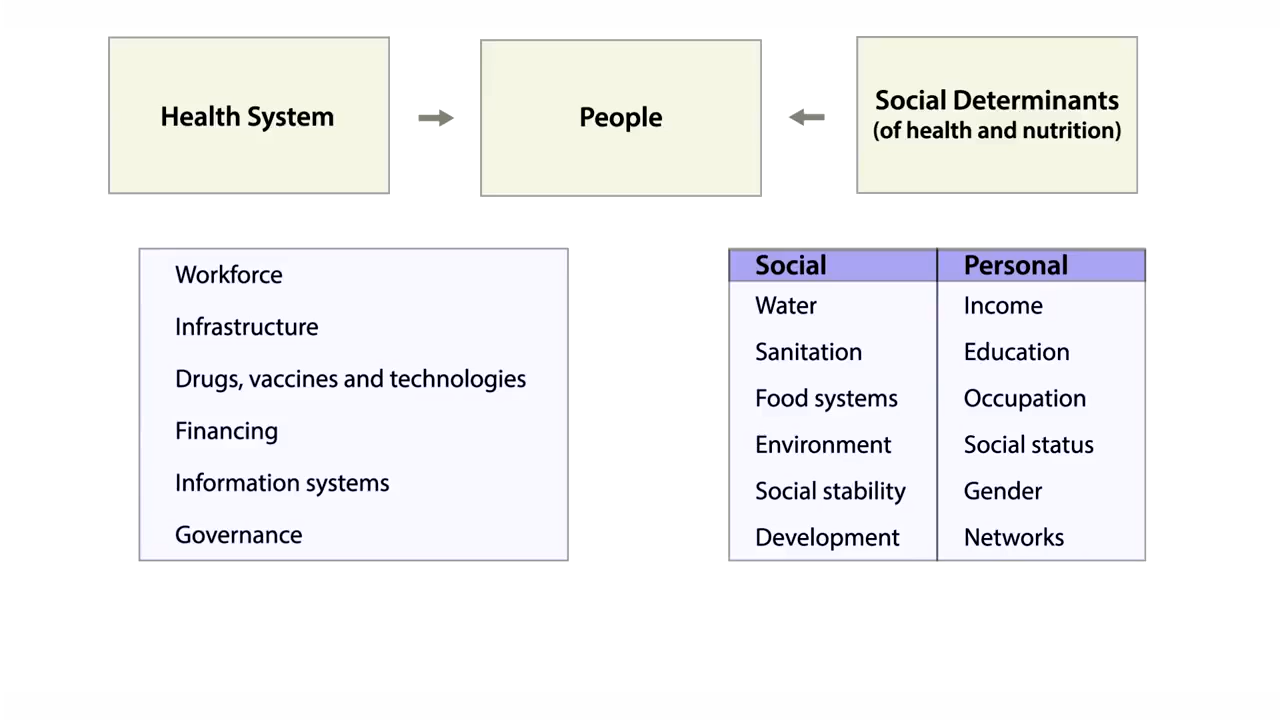 Health System
People
Social Determinants
(of health and nutrition)
Workforce
Infrastructure
Drugs, vaccines and technologies
Financing
Information systems
Governance
Social Personal
Water Income
Sanitation Education
Food systems Occupation
Environment Social status
Social stability Gender
Development Networks